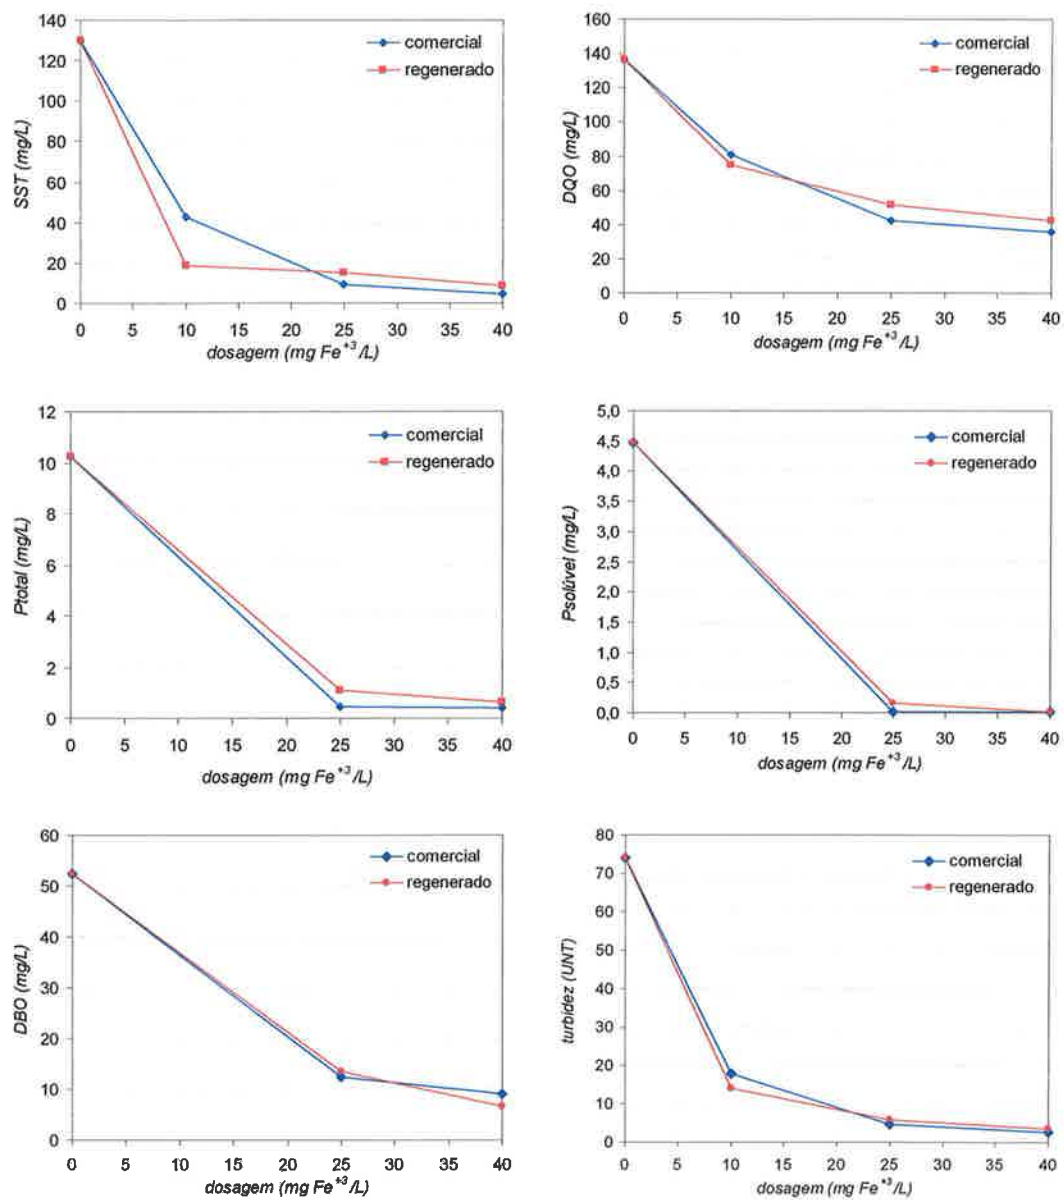 140
120
100
80
60
40
20
0
SST (mg/L)
comercial
regenerado
0 5 10 15 20 25 30 35 40
dosagem (mg Fe⁺³/L)
160
140
120
100
80
60
40
20
0
DQO (mg/L)
comercial
regenerado
0 5 10 15 20 25 30 35 40
dosagem (mg Fe⁺³/L)
12
10
8
6
4
2
0
Ptotal (mg/L)
comercial
regenerado
0 5 10 15 20 25 30 35 40
dosagem (mg Fe⁺³/L)
5,0
4,5
4,0
3,5
3,0
2,5
2,0
1,5
1,0
0,5
0,0
Psolúvel (mg/L)
comercial
regenerado
0 5 10 15 20 25 30 35 40
dosagem (mg Fe⁺³/L)
60
50
40
30
20
10
0
DBO (mg/L)
comercial
regenerado
0 5 10 15 20 25 30 35 40
dosagem (mg Fe⁺³/L)
80
70
60
50
40
30
20
10
0
turbidez (UNT)
comercial
regenerado
0 5 10 15 20 25 30 35 40
dosagem (mg Fe⁺³/L)